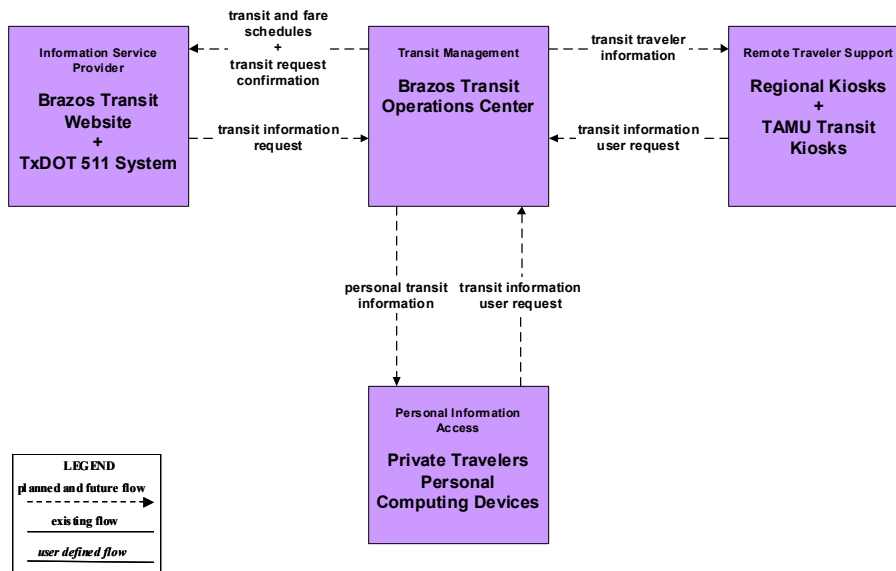 Information Service
Provider
Brazos Transit
Website
+
TxDOT 511 System
transit and fare
schedules
+
transit request
confirmation
transit information
request
Transit Management
Brazos Transit
Operations Center
transit traveler
information
transit information
user request
Remote Traveler Support
Regional Kiosks
+
TAMU Transit
Kiosks
personal transit
information
transit information
user request
Personal Information
Access
Private Travelers
Personal
Computing Devices
LEGEND
planned and future flow
existing flow
user defined flow